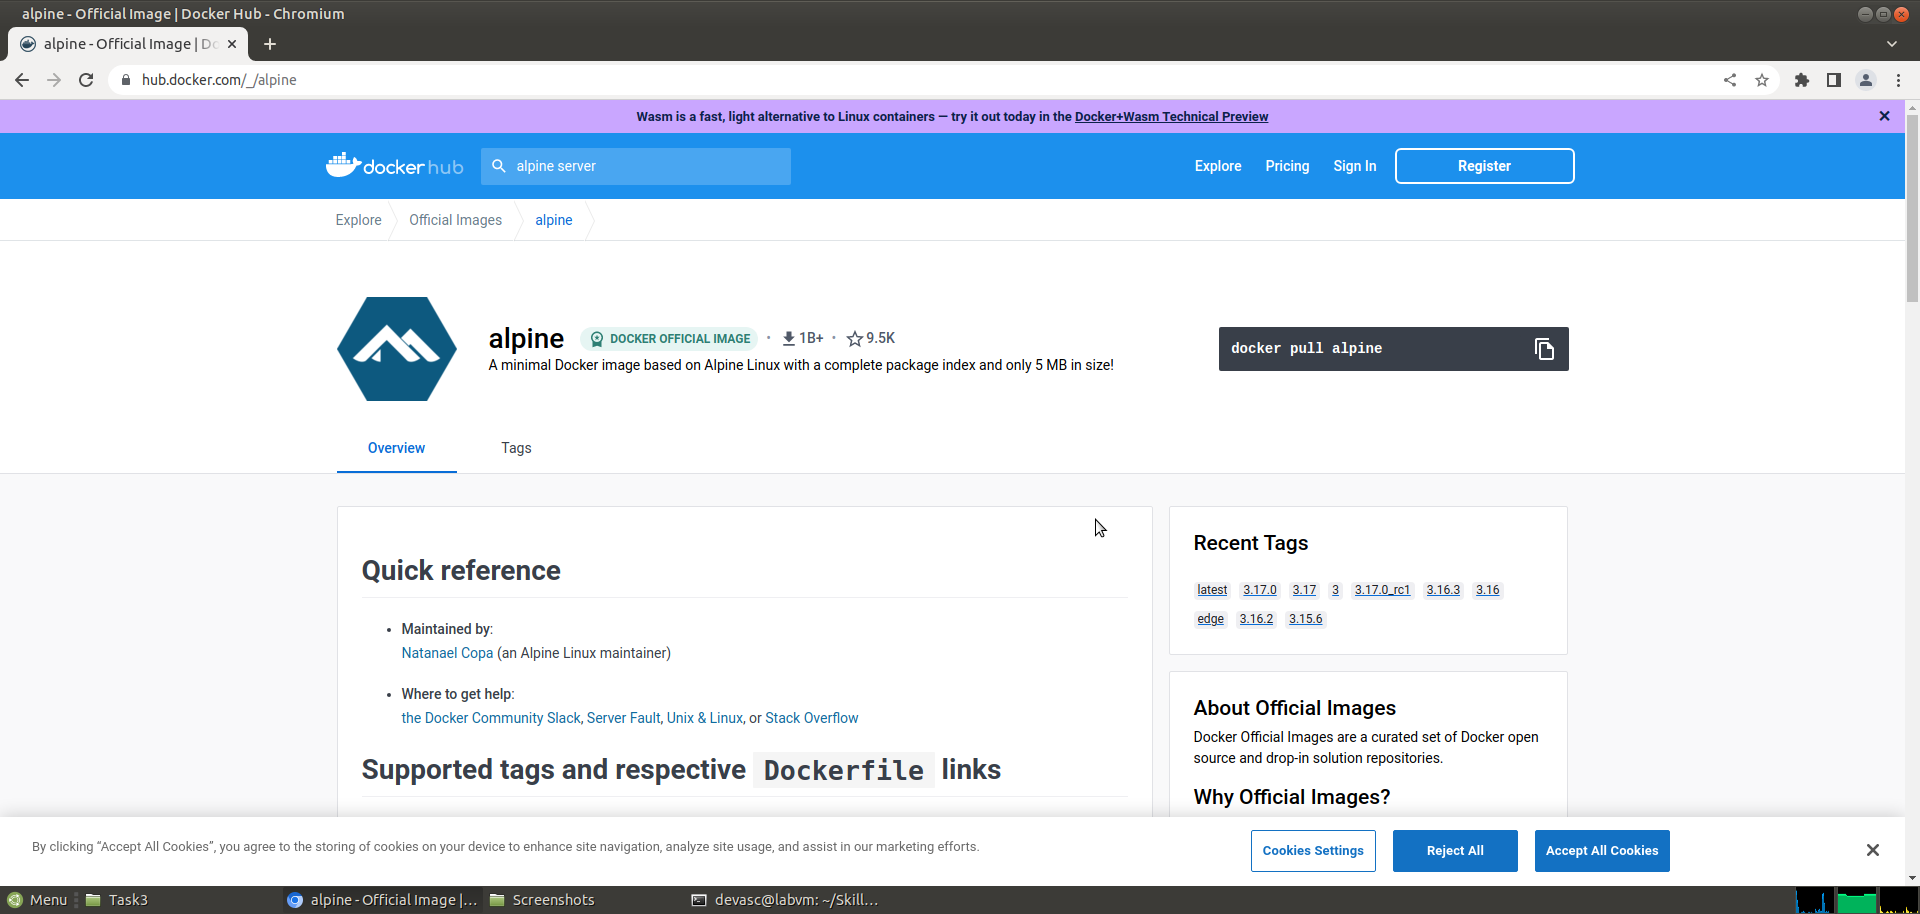 alpine - Official Image | Docker Hub - Chromium
alpine - Official Image | Do
hub.docker.com/_/alpine
Wasm is a fast, light alternative to Linux containers — try it out today in the Docker+Wasm Technical Preview
docker hub
alpine server
Explore
Pricing
Sign In
Register
Explore
Official Images
alpine
alpine
DOCKER OFFICIAL IMAGE
1B+
9.5K
A minimal Docker image based on Alpine Linux with a complete package index and only 5 MB in size!
docker pull alpine
Overview
Tags
Quick reference
Maintained by:
Natanael Copa (an Alpine Linux maintainer)
Where to get help:
the Docker Community Slack, Server Fault, Unix & Linux, or Stack Overflow
Supported tags and respective Dockerfile links
Recent Tags
latest 3.17.0 3.17 3 3.17.0_rc1 3.16.3 3.16
edge 3.16.2 3.15.6
About Official Images
Docker Official Images are a curated set of Docker open
source and drop-in solution repositories.
Why Official Images?
By clicking “Accept All Cookies”, you agree to the storing of cookies on your device to enhance site navigation, analyze site usage, and assist in our marketing efforts.
Cookies Settings
Reject All
Accept All Cookies
Menu
Task3
alpine - Official Image |...
Screenshots
devasc@labvm: ~/Skill...